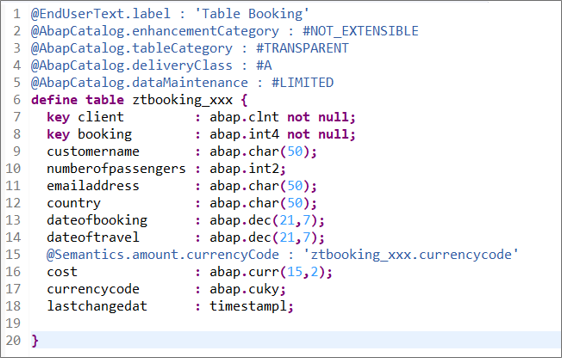 1 @EndUserText.label : 'Table Booking'
2 @AbapCatalog.enhancementCategory : #NOT_EXTENSIBLE
3 @AbapCatalog.tableCategory : #TRANSPARENT
4 @AbapCatalog.deliveryClass : #A
5 @AbapCatalog.dataMaintenance : #LIMITED
6 define table ztbooking_xxx {
7   key client         : abap.clnt not null;
8   key booking        : abap.int4 not null;
9   customername       : abap.char(50);
10   numberofpassengers : abap.int2;
11   emailaddress       : abap.char(50);
12   country            : abap.char(50);
13   dateofbooking      : abap.dec(21,7);
14   dateoftravel       : abap.dec(21,7);
15   @Semantics.amount.currencyCode : 'ztbooking_xxx.currencycode'
16   cost               : abap.curr(15,2);
17   currencycode       : abap.cuky;
18   lastchangedat      : timestampl;
19
20 }